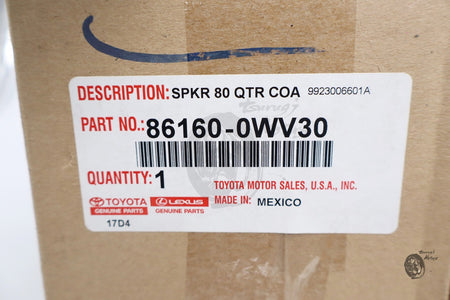 DESCRIPTION: SPKR 80 QTR COA 9923006601A
tsurugi
PART NO.: 86160-0WV30
QUANTITY: 1
TOYOTA MOTOR SALES, U.S.A., INC.
TOYOTA GENUINE PARTS
LEXUS GENUINE PARTS
MADE IN: MEXICO
17D4